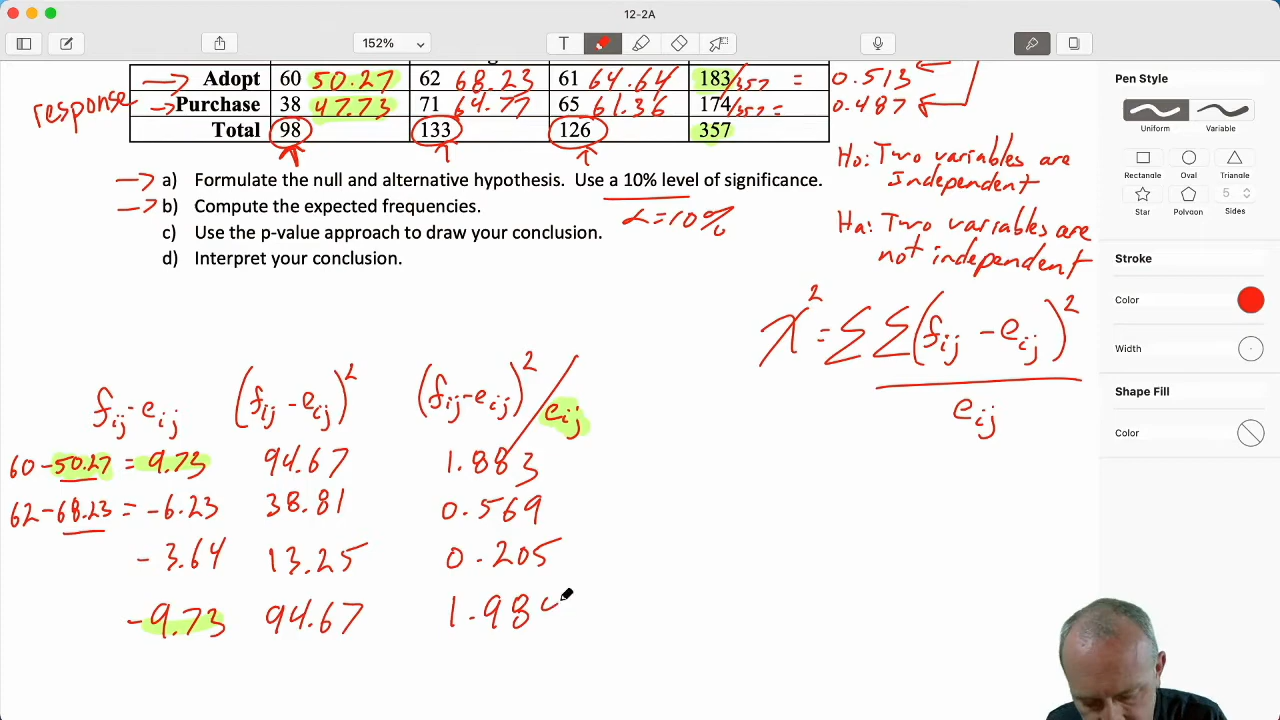 12-2A
152%
T
Adopt 60 50.27 62 68.23 61 64.64 183/357 = 0.513
response Purchase 38 47.73 71 64.77 65 61.36 174/357 = 0.487
Total 98 133 126 357
a) Formulate the null and alternative hypothesis. Use a 10% level of significance.
b) Compute the expected frequencies.
α=10%
c) Use the p-value approach to draw your conclusion.
d) Interpret your conclusion.
Ho: Two variables are
Independent
Ha: Two variables are
not independent
χ² = ΣΣ(fij - eij)²
eij
fij - eij (fij - eij)² (fij - eij)²/eij
60-50.27 = 9.73 94.67 1.883
62-68.23 = -6.23 38.81 0.569
-3.64 13.25 0.205
-9.73 94.67 1.98
Pen Style
Uniform Variable
Rectangle Oval Triangle
5
Star Polygon Sides
Stroke
Color
Width
Shape Fill
Color